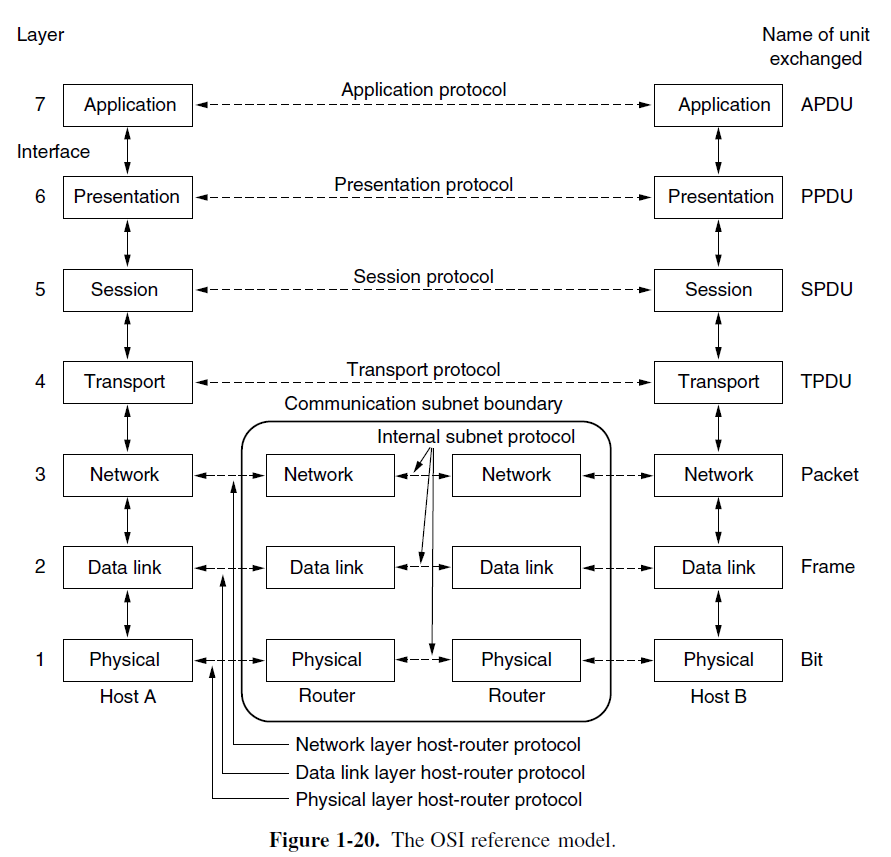 Layer
Name of unit
exchanged
7
Application
Application protocol
Application
APDU
Interface
6
Presentation
Presentation protocol
Presentation
PPDU
5
Session
Session protocol
Session
SPDU
4
Transport
Transport protocol
Transport
TPDU
Communication subnet boundary
Internal subnet protocol
3
Network
Network
Network
Network
Packet
2
Data link
Data link
Data link
Data link
Frame
1
Physical
Physical
Physical
Physical
Bit
Host A
Router
Router
Host B
Network layer host-router protocol
Data link layer host-router protocol
Physical layer host-router protocol
Figure 1-20. The OSI reference model.